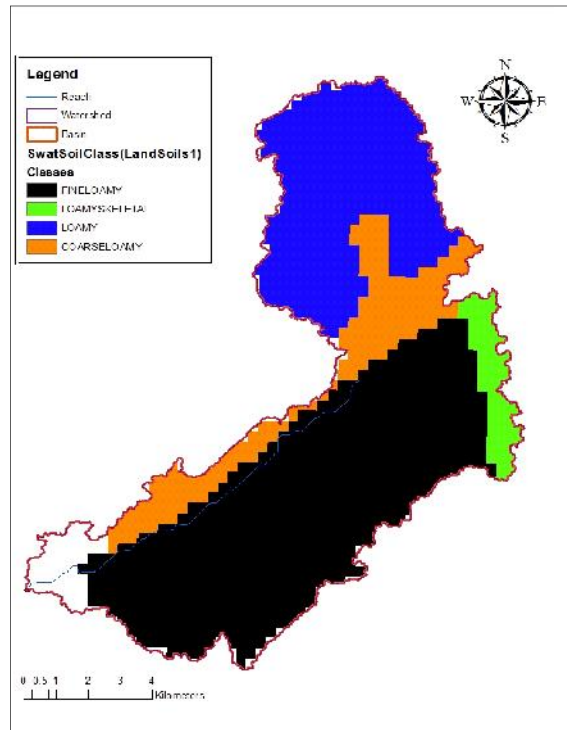 N
W E
S
Legend
Reach
Watershed
Basin
SwatSoilClass(LandSoils1)
Classes
FINELOAMY
LOAMYSKELETAL
LOAMY
COARSELOAMY
0 0.5 1 2 3 4
Kilometers